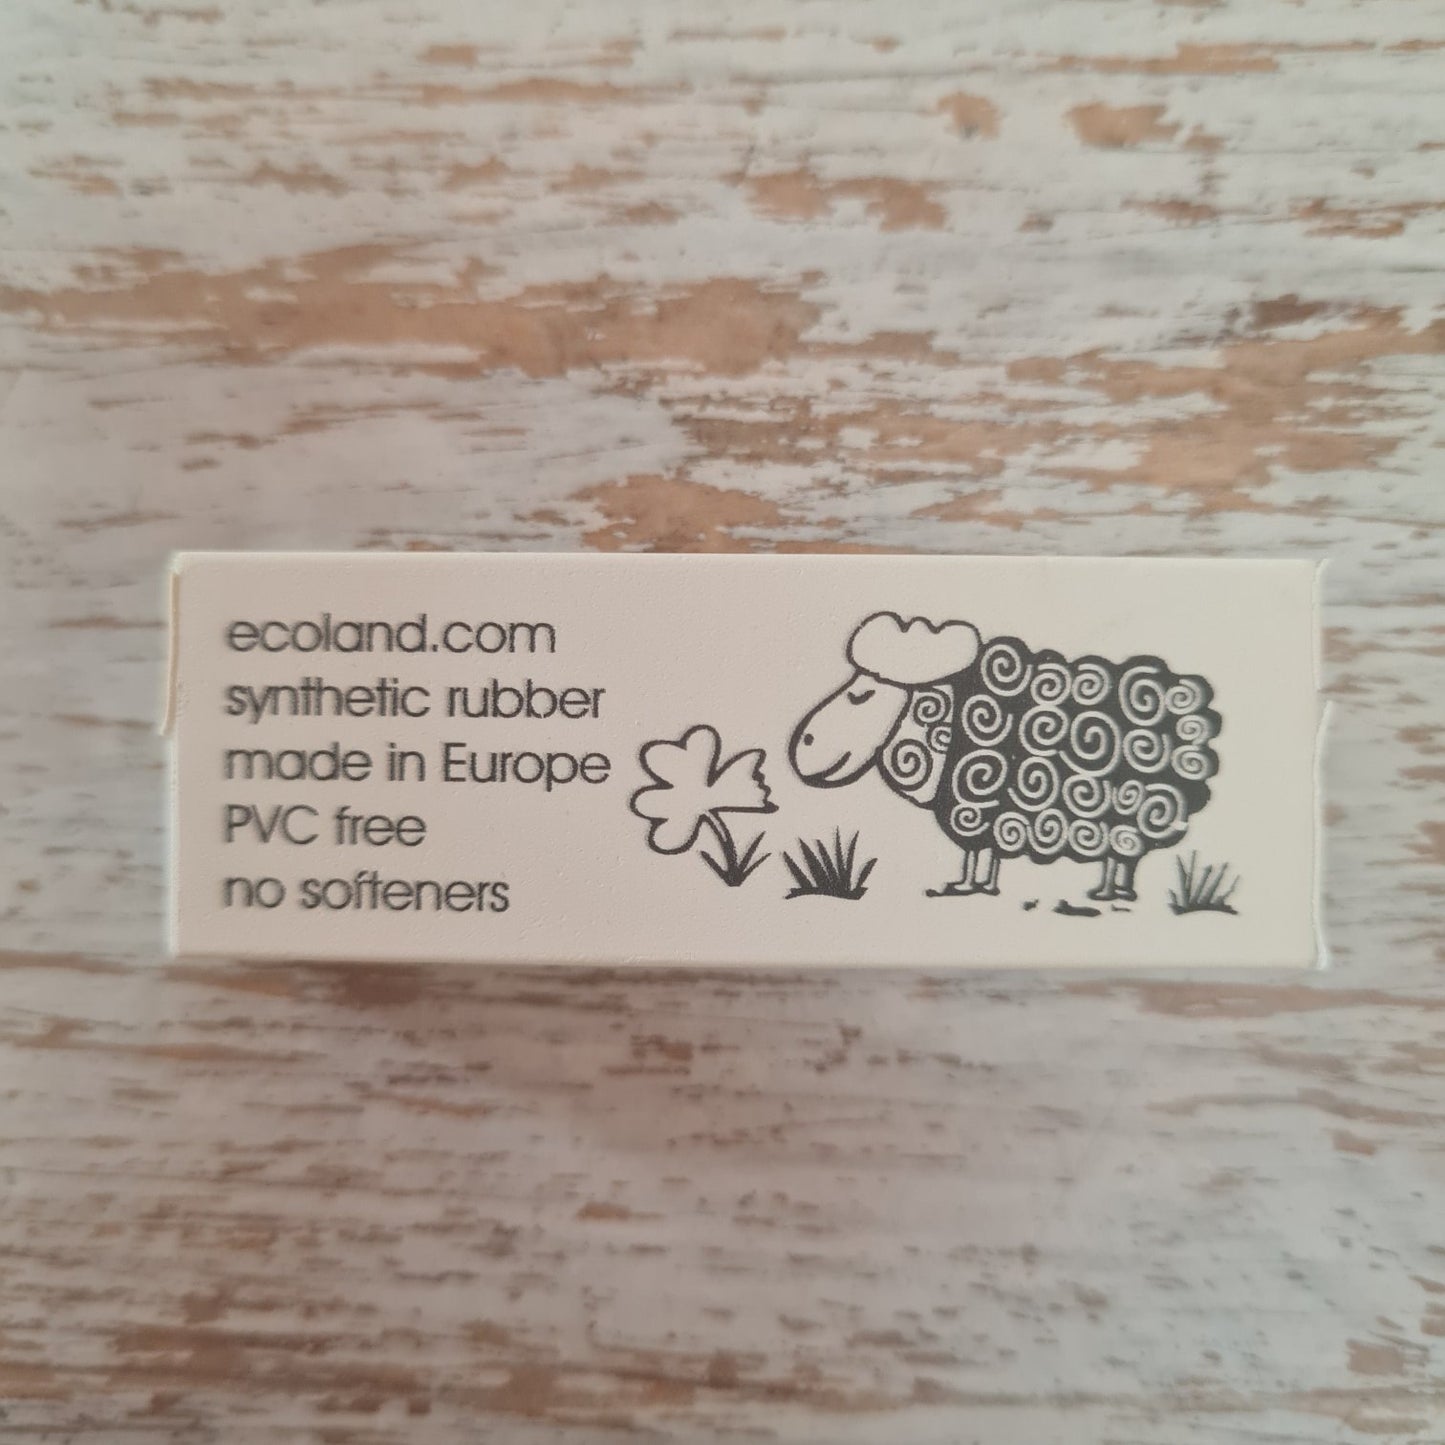 ecoland.com
synthetic rubber
made in Europe
PVC free
no softeners